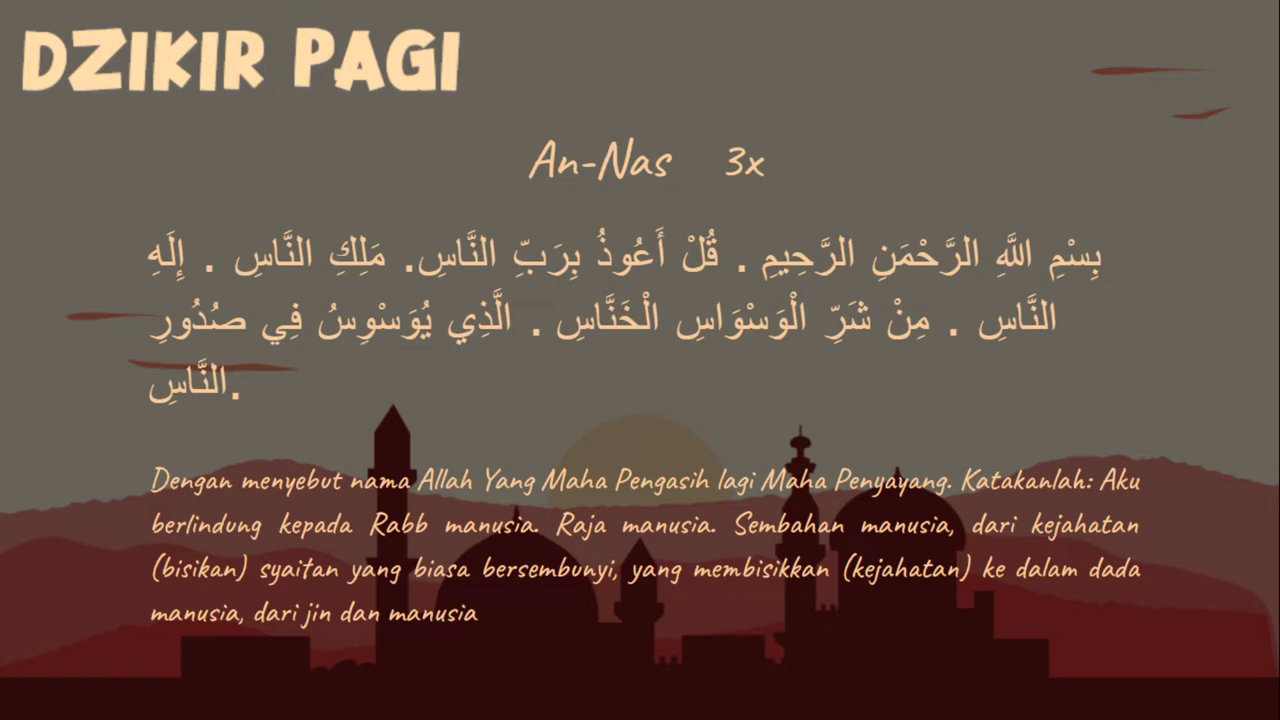 DZIKIR PAGI
An-Nas 3x
بِسْمِ اللَّهِ الرَّحْمَنِ الرَّحِيمِ . قُلْ أَعُوذُ بِرَبِّ النَّاسِ. مَلِكِ النَّاسِ . إِلَهِ
النَّاسِ . مِنْ شَرِّ الْوَسْوَاسِ الْخَنَّاسِ . الَّذِي يُوَسْوِسُ فِي صُدُورِ
النَّاسِ.
Dengan menyebut nama Allah Yang Maha Pengasih lagi Maha Penyayang. Katakanlah: Aku
berlindung kepada Rabb manusia. Raja manusia. Sembahan manusia, dari kejahatan
(bisikan) syaitan yang biasa bersembunyi, yang membisikkan (kejahatan) ke dalam dada
manusia, dari jin dan manusia